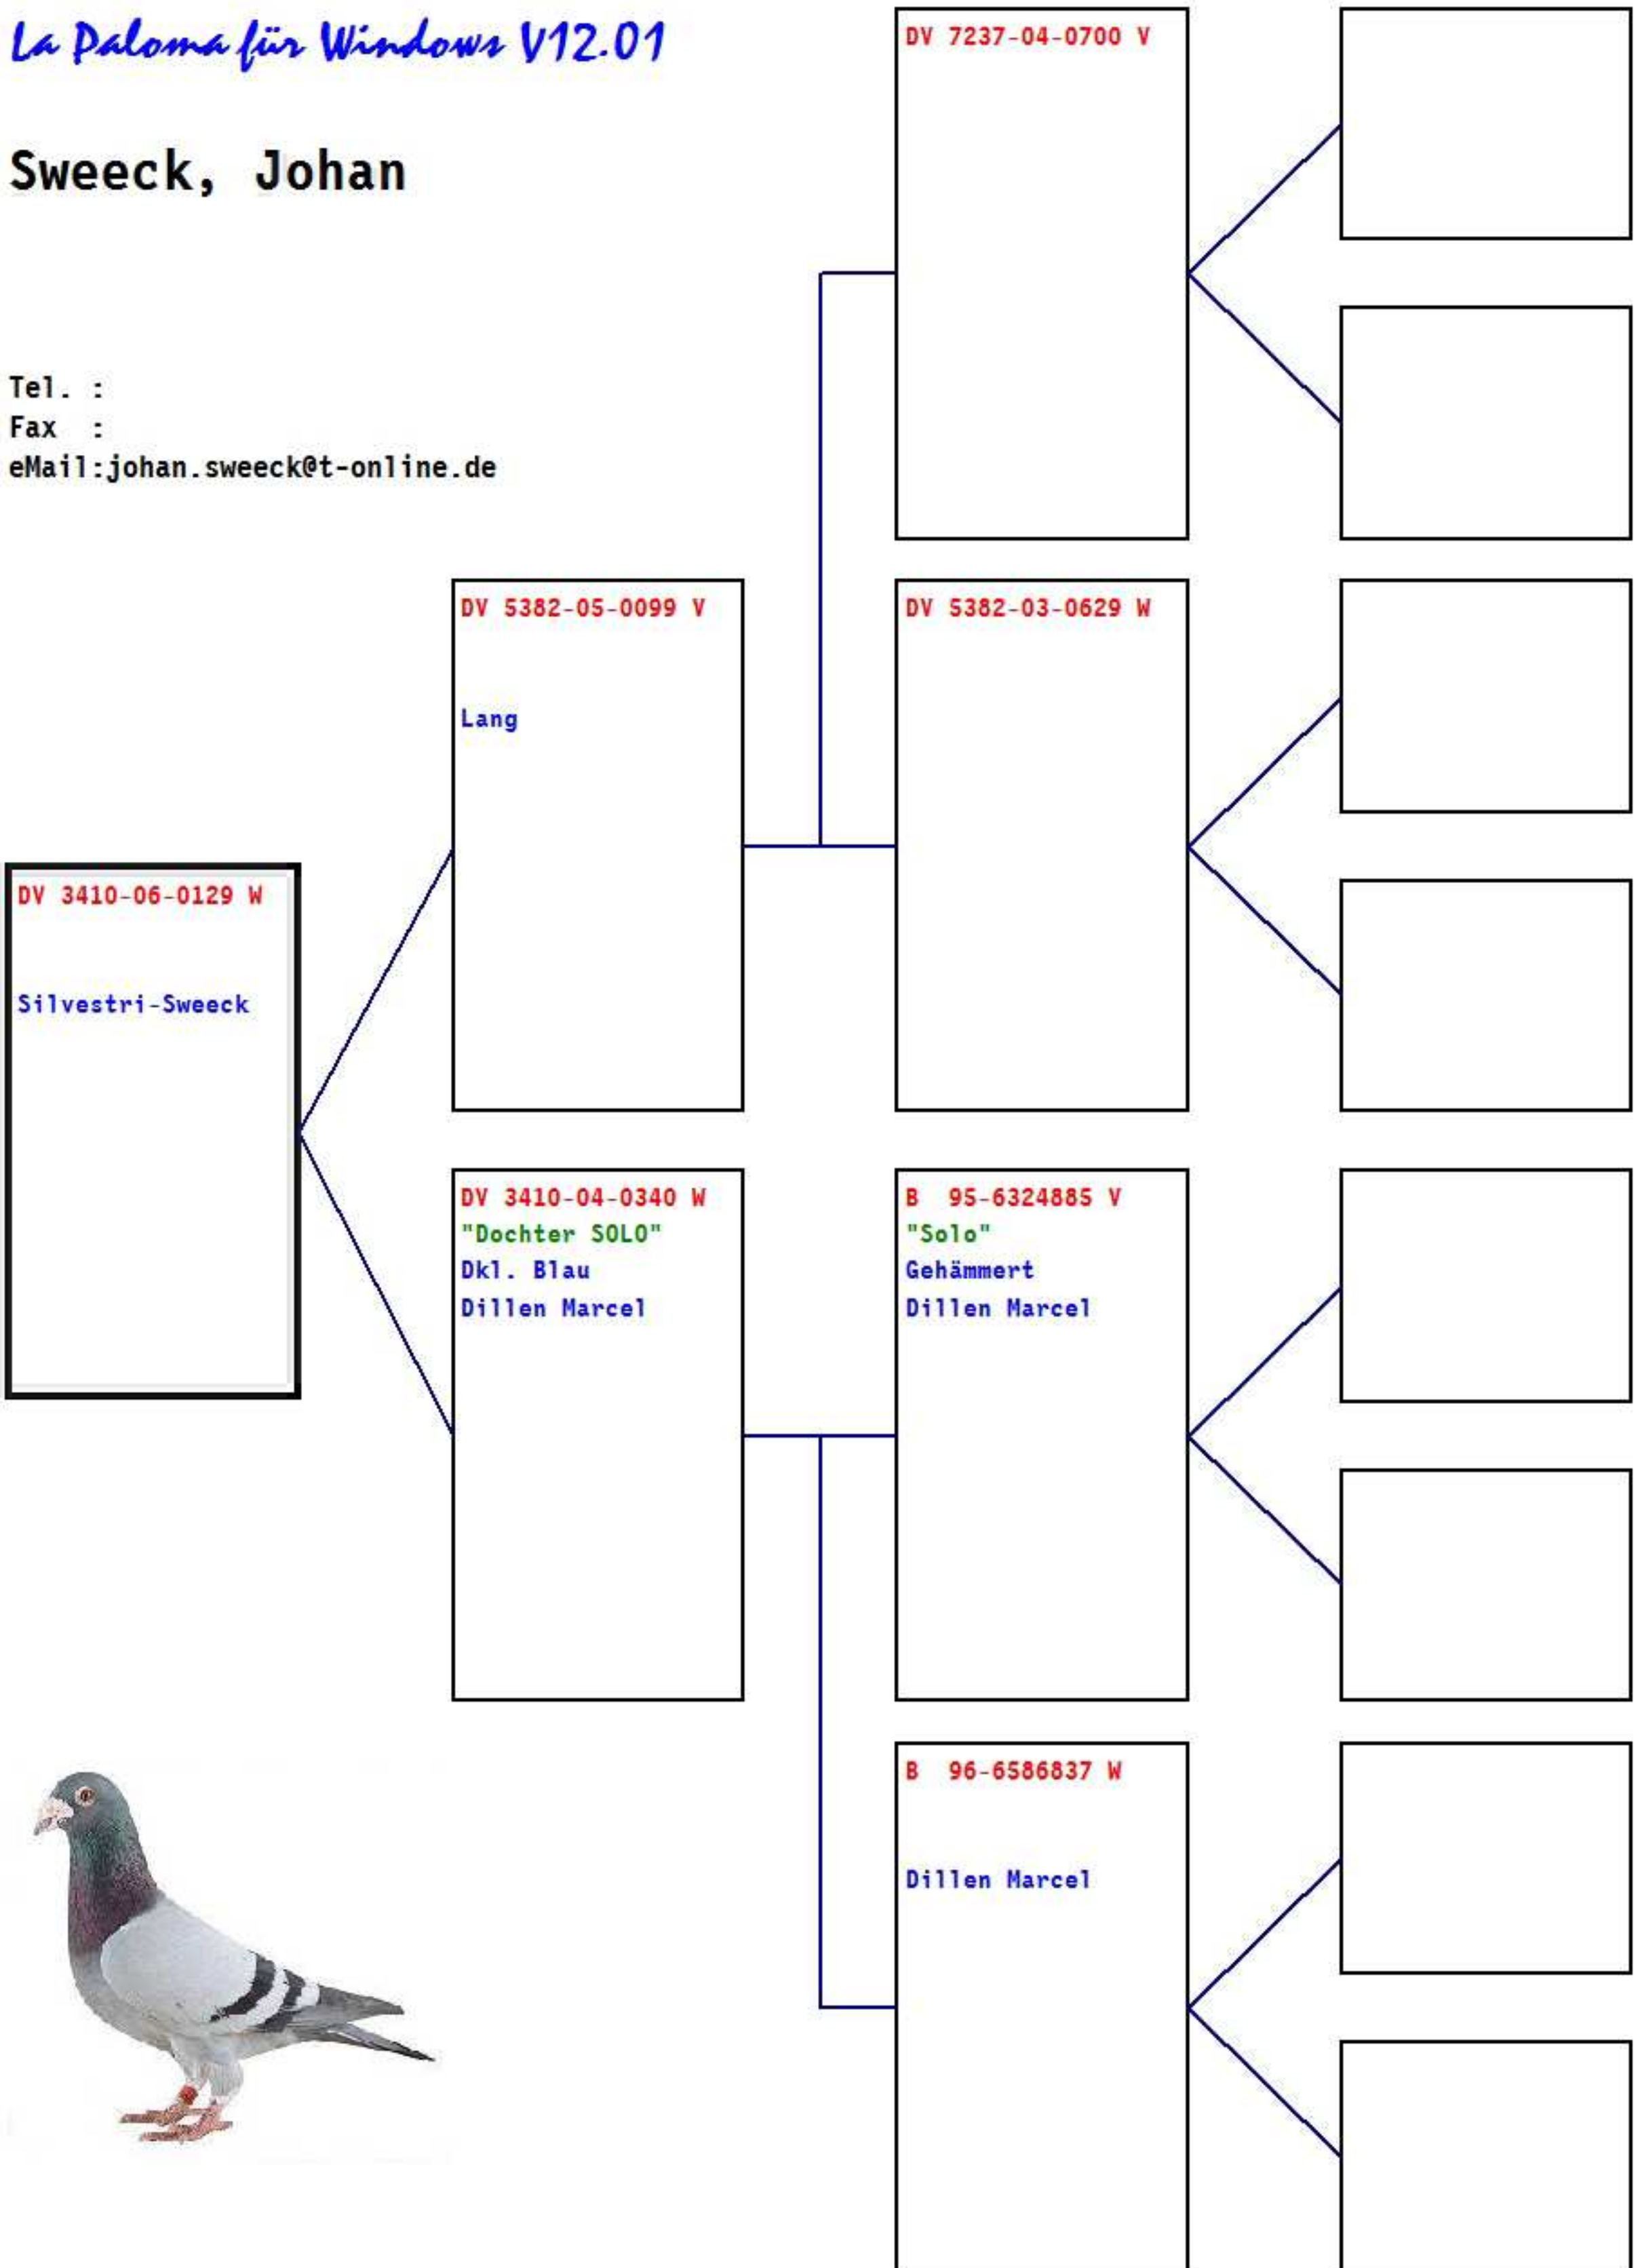 La Paloma für Windows V12.01
Sweeck, Johan
Tel. :
Fax  :
eMail:johan.sweeck@t-online.de
DV 3410-06-0129 W
Silvestri-Sweeck
DV 5382-05-0099 V
Lang
DV 3410-04-0340 W
"Dochter SOLO"
Dkl. Blau
Dillen Marcel
DV 7237-04-0700 V
DV 5382-03-0629 W
B  95-6324885 V
"Solo"
Gehämmert
Dillen Marcel
B  96-6586837 W
Dillen Marcel